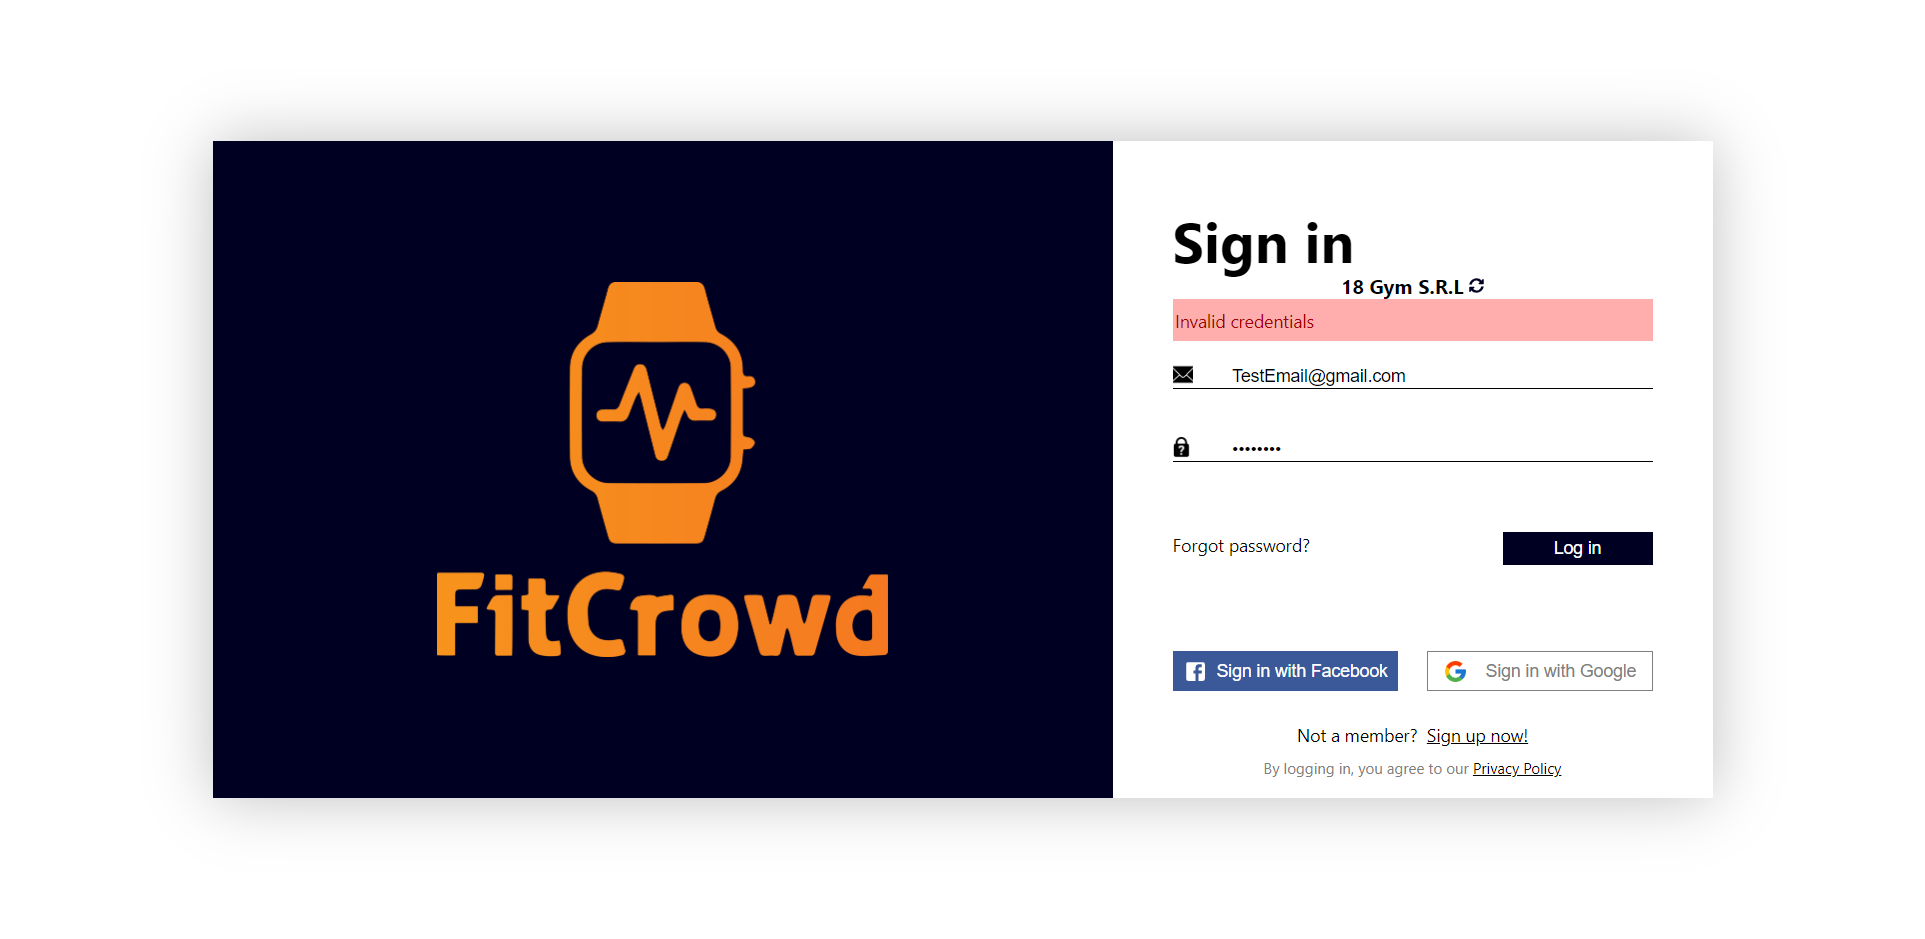 FitCrowd
Sign in
18 Gym S.R.L
Invalid credentials
TestEmail@gmail.com
••••••••
Forgot password?
Log in
Sign in with Facebook
Sign in with Google
Not a member? Sign up now!
By logging in, you agree to our Privacy Policy